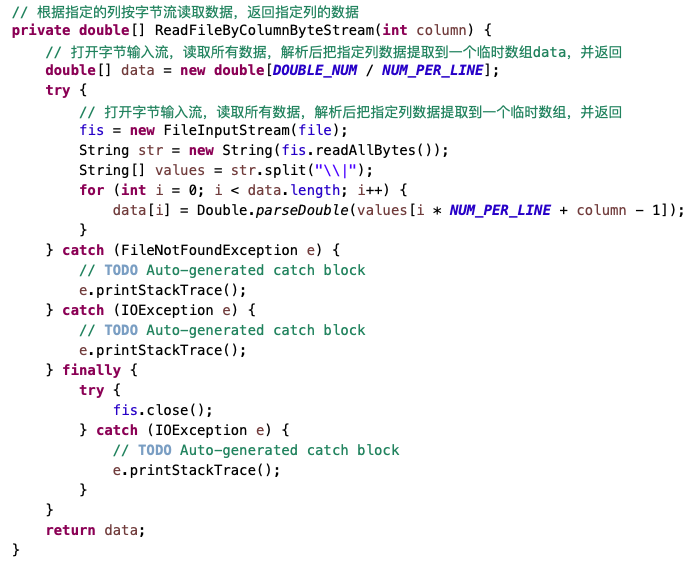 // 根据指定的列按字节流读取数据，返回指定列的数据
private double[] ReadFileByColumnByteStream(int column) {
    // 打开字节输入流，读取所有数据，解析后把指定列数据提取到一个临时数组data，并返回
    double[] data = new double[DOUBLE_NUM / NUM_PER_LINE];
    try {
        // 打开字节输入流，读取所有数据，解析后把指定列数据提取到一个临时数组，并返回
        fis = new FileInputStream(file);
        String str = new String(fis.readAllBytes());
        String[] values = str.split("\\|");
        for (int i = 0; i < data.length; i++) {
            data[i] = Double.parseDouble(values[i * NUM_PER_LINE + column - 1]);
        }
    } catch (FileNotFoundException e) {
        // TODO Auto-generated catch block
        e.printStackTrace();
    } catch (IOException e) {
        // TODO Auto-generated catch block
        e.printStackTrace();
    } finally {
        try {
            fis.close();
        } catch (IOException e) {
            // TODO Auto-generated catch block
            e.printStackTrace();
        }
    }
    return data;
}